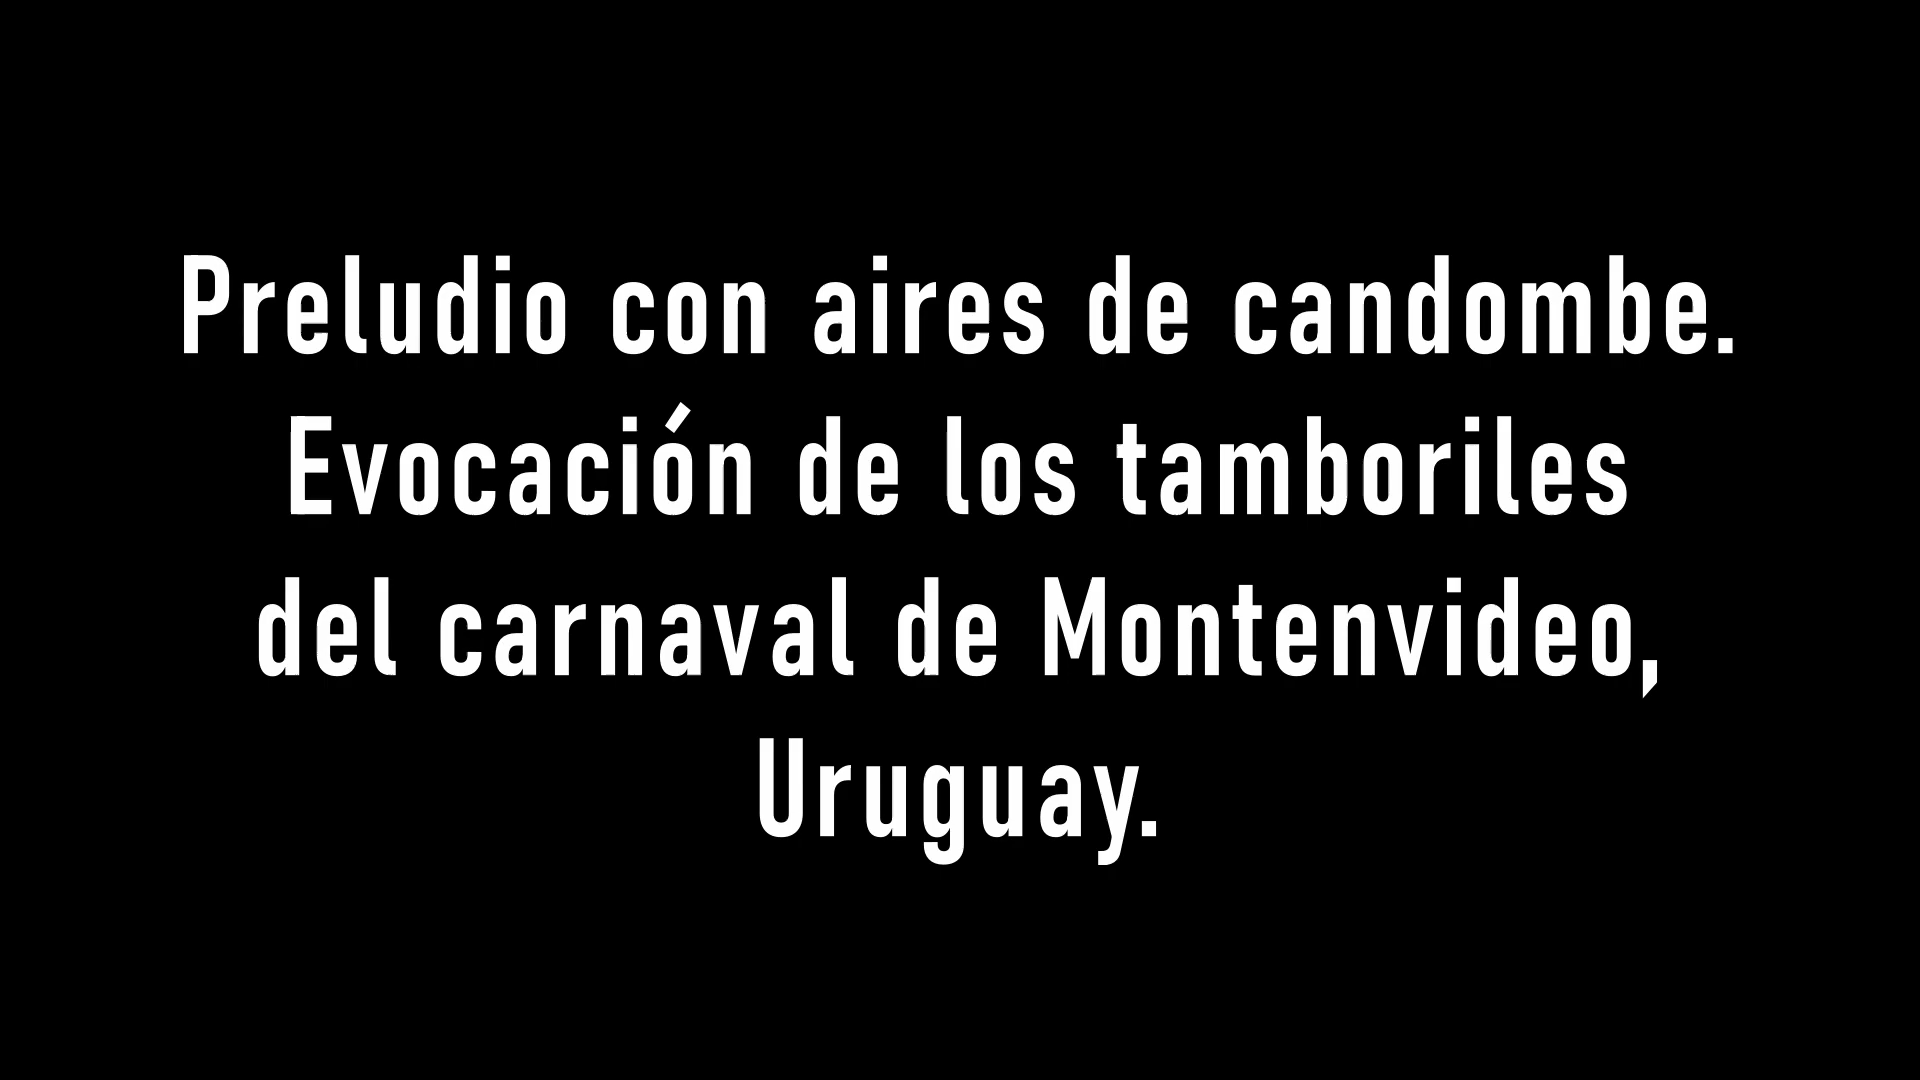 Preludio con aires de candombe.
Evocación de los tamboriles
del carnaval de Montenvideo,
Uruguay.